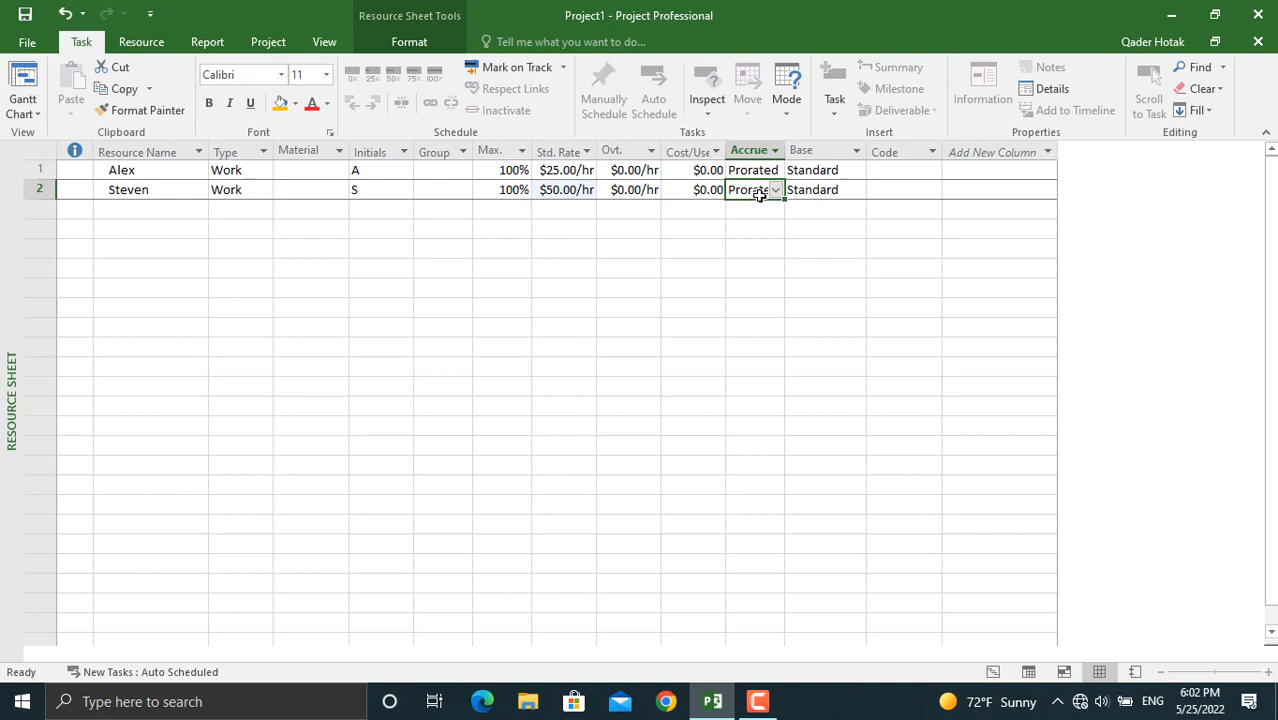 Resource Sheet Tools
Project1 - Project Professional
File
Task
Resource
Report
Project
View
Format
Tell me what you want to do...
Qader Hotak
Gantt Chart
View
Paste
Cut
Copy
Format Painter
Clipboard
Calibri
11
B I U A
Font
0% 25% 50% 75% 100%
Mark on Track
Respect Links
Inactivate
Schedule
Manually Schedule
Auto Schedule
Inspect
Move
Mode
Tasks
Task
Summary
Milestone
Deliverable
Insert
Information
Notes
Details
Add to Timeline
Properties
Scroll to Task
Find
Clear
Fill
Editing
Resource Name Type Material Initials Group Max. Std. Rate Ovt. Cost/Use Accrue Base Code Add New Column
1 Alex Work A 100% $25.00/hr $0.00/hr $0.00 Prorated Standard
2 Steven Work S 100% $50.00/hr $0.00/hr $0.00 Prorate Standard
RESOURCE SHEET
Ready
New Tasks : Auto Scheduled
Type here to search
72°F Sunny
ENG
6:02 PM
5/25/2022